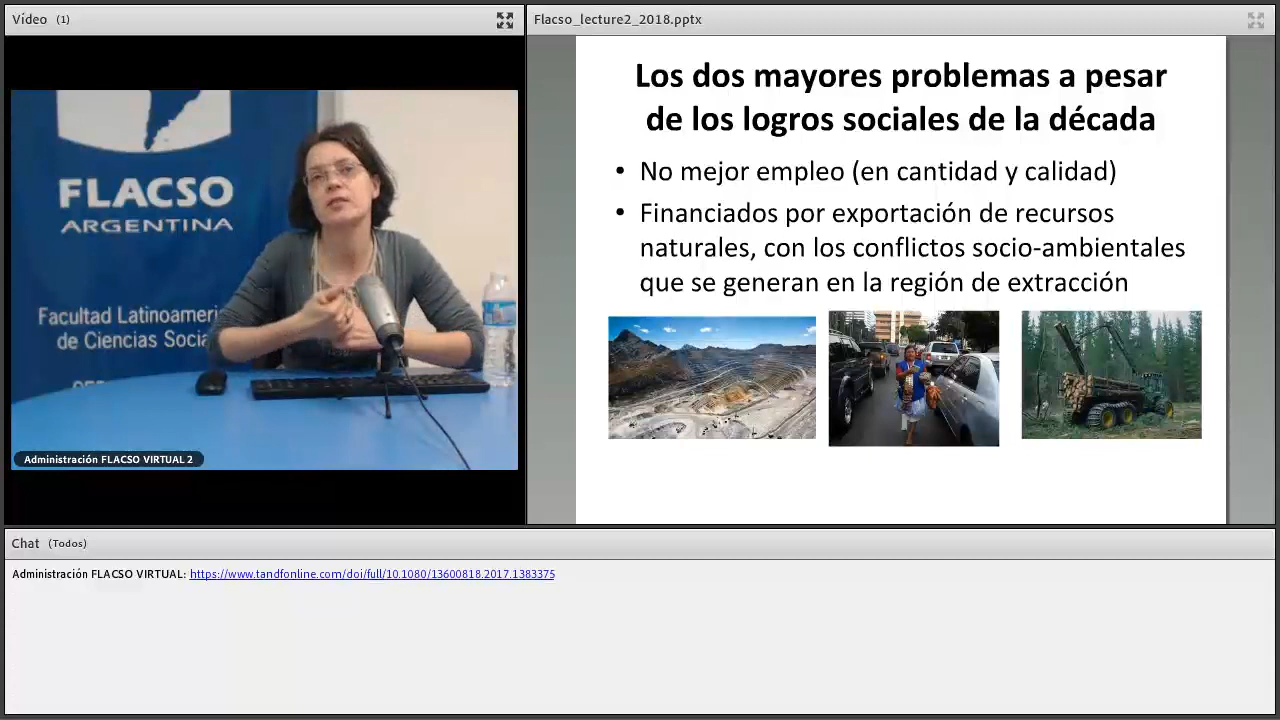 Vídeo (1)
FLACSO
ARGENTINA
Facultad Latinoameri
de Ciencias Socia
Administración FLACSO VIRTUAL 2
Flacso_lecture2_2018.pptx
Los dos mayores problemas a pesar
de los logros sociales de la década
• No mejor empleo (en cantidad y calidad)
• Financiados por exportación de recursos
naturales, con los conflictos socio-ambientales
que se generan en la región de extracción
Chat (Todos)
Administración FLACSO VIRTUAL: https://www.tandfonline.com/doi/full/10.1080/13600818.2017.1383375